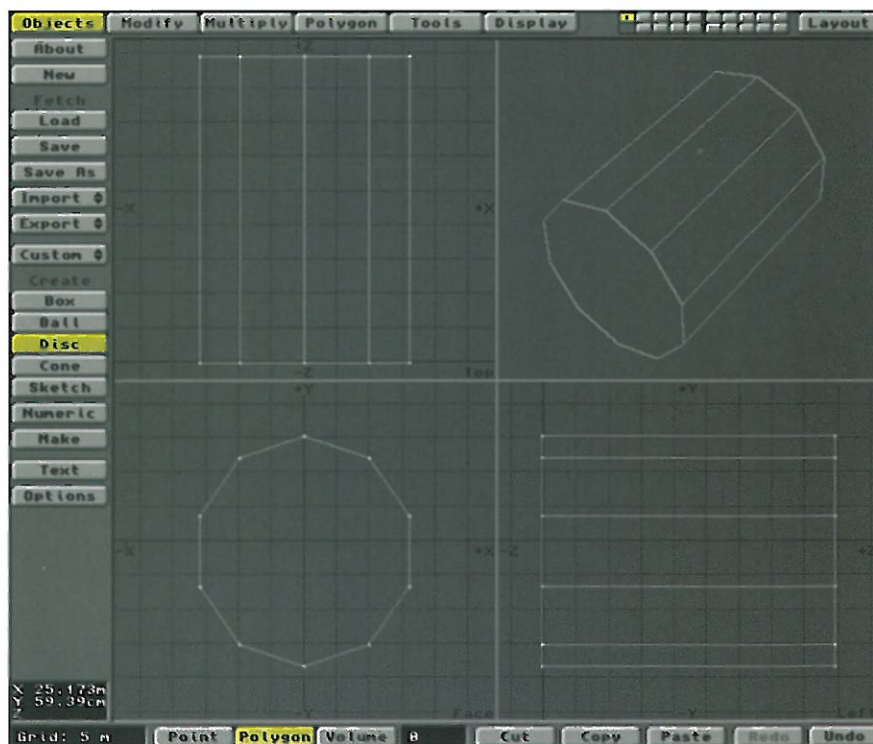 Objects Modify Multiply Polygon Tools Display Layout
About
New
Fetch
Load
Save
Save As
Import
Export
Custom
Create
Box
Ball
Disc
Cone
Sketch
Numeric
Make
Text
Options
+Z
-X +X
-Z Top
+Y
-X +X
-Y Face
+Y
-Z +Z
-Y Left
X 25.173m
Y 59.39cm
Z
Grid: 5 m Point Polygon Volume 0 Cut Copy Paste Redo Undo